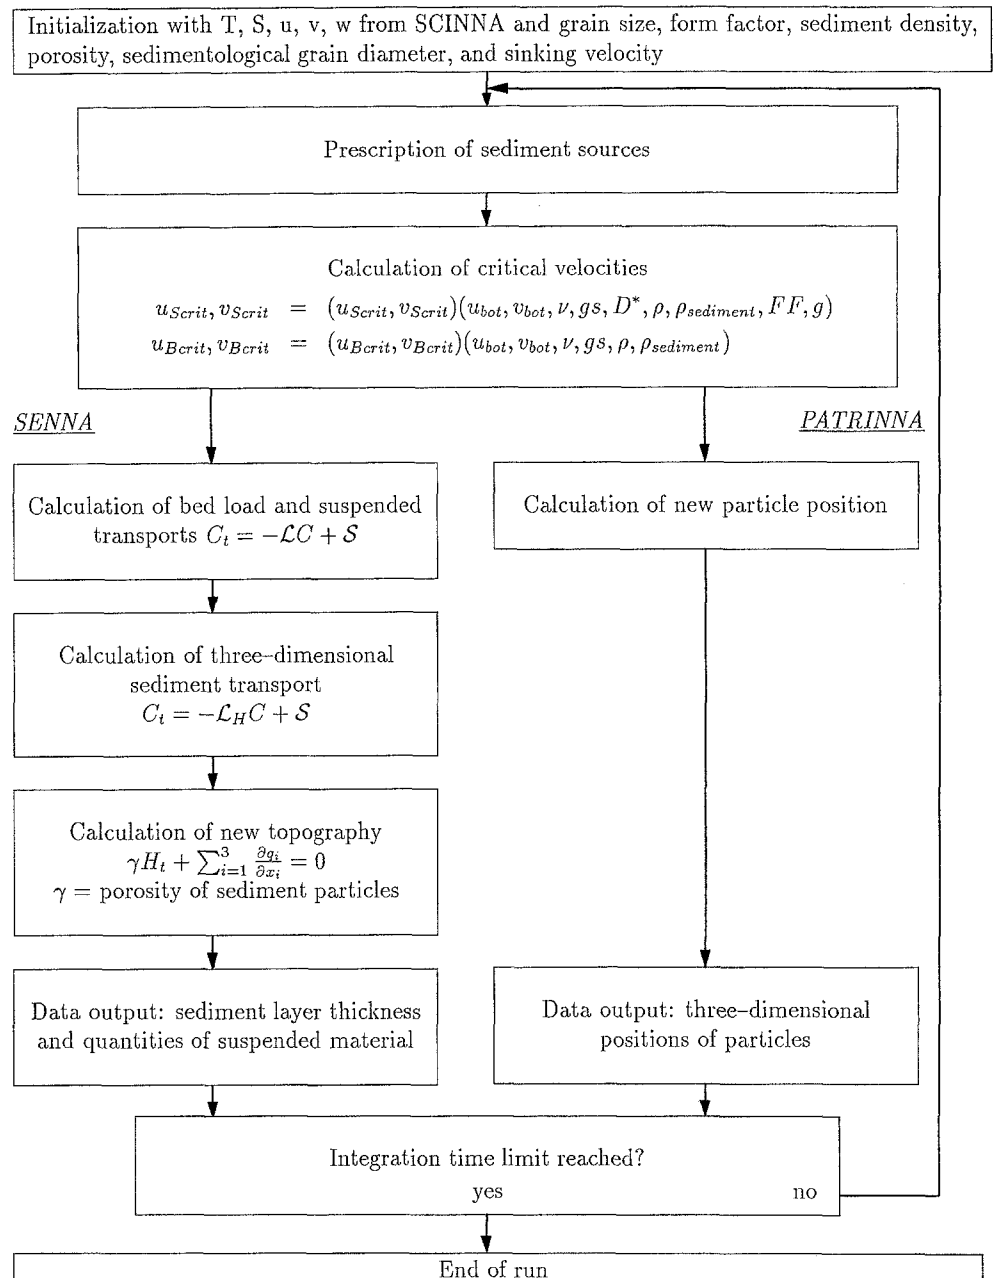 Initialization with T, S, u, v, w from SCINNA and grain size, form factor, sediment density,
porosity, sedimentological grain diameter, and sinking velocity
Prescription of sediment sources
Calculation of critical velocities
u_{Scrit}, v_{Scrit} = (u_{Scrit}, v_{Scrit})(u_{bot}, v_{bot}, ν, gs, D*, ρ, ρ_{sediment}, FF, g)
u_{Bcrit}, v_{Bcrit} = (u_{Bcrit}, v_{Bcrit})(u_{bot}, v_{bot}, ν, gs, ρ, ρ_{sediment})
SENNA
PATRINNA
Calculation of bed load and suspended
transports C_t = −ℒC + 𝒮
Calculation of new particle position
Calculation of three–dimensional
sediment transport
C_t = −ℒ_H C + 𝒮
Calculation of new topography
γH_t + ∑_{i=1}^{3} ∂q_i/∂x_i = 0
γ = porosity of sediment particles
Data output: sediment layer thickness
and quantities of suspended material
Data output: three–dimensional
positions of particles
Integration time limit reached?
yes
no
End of run